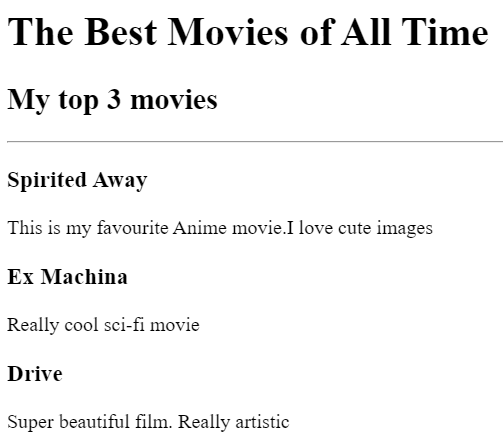 The Best Movies of All Time
My top 3 movies
Spirited Away
This is my favourite Anime movie.I love cute images
Ex Machina
Really cool sci-fi movie
Drive
Super beautiful film. Really artistic